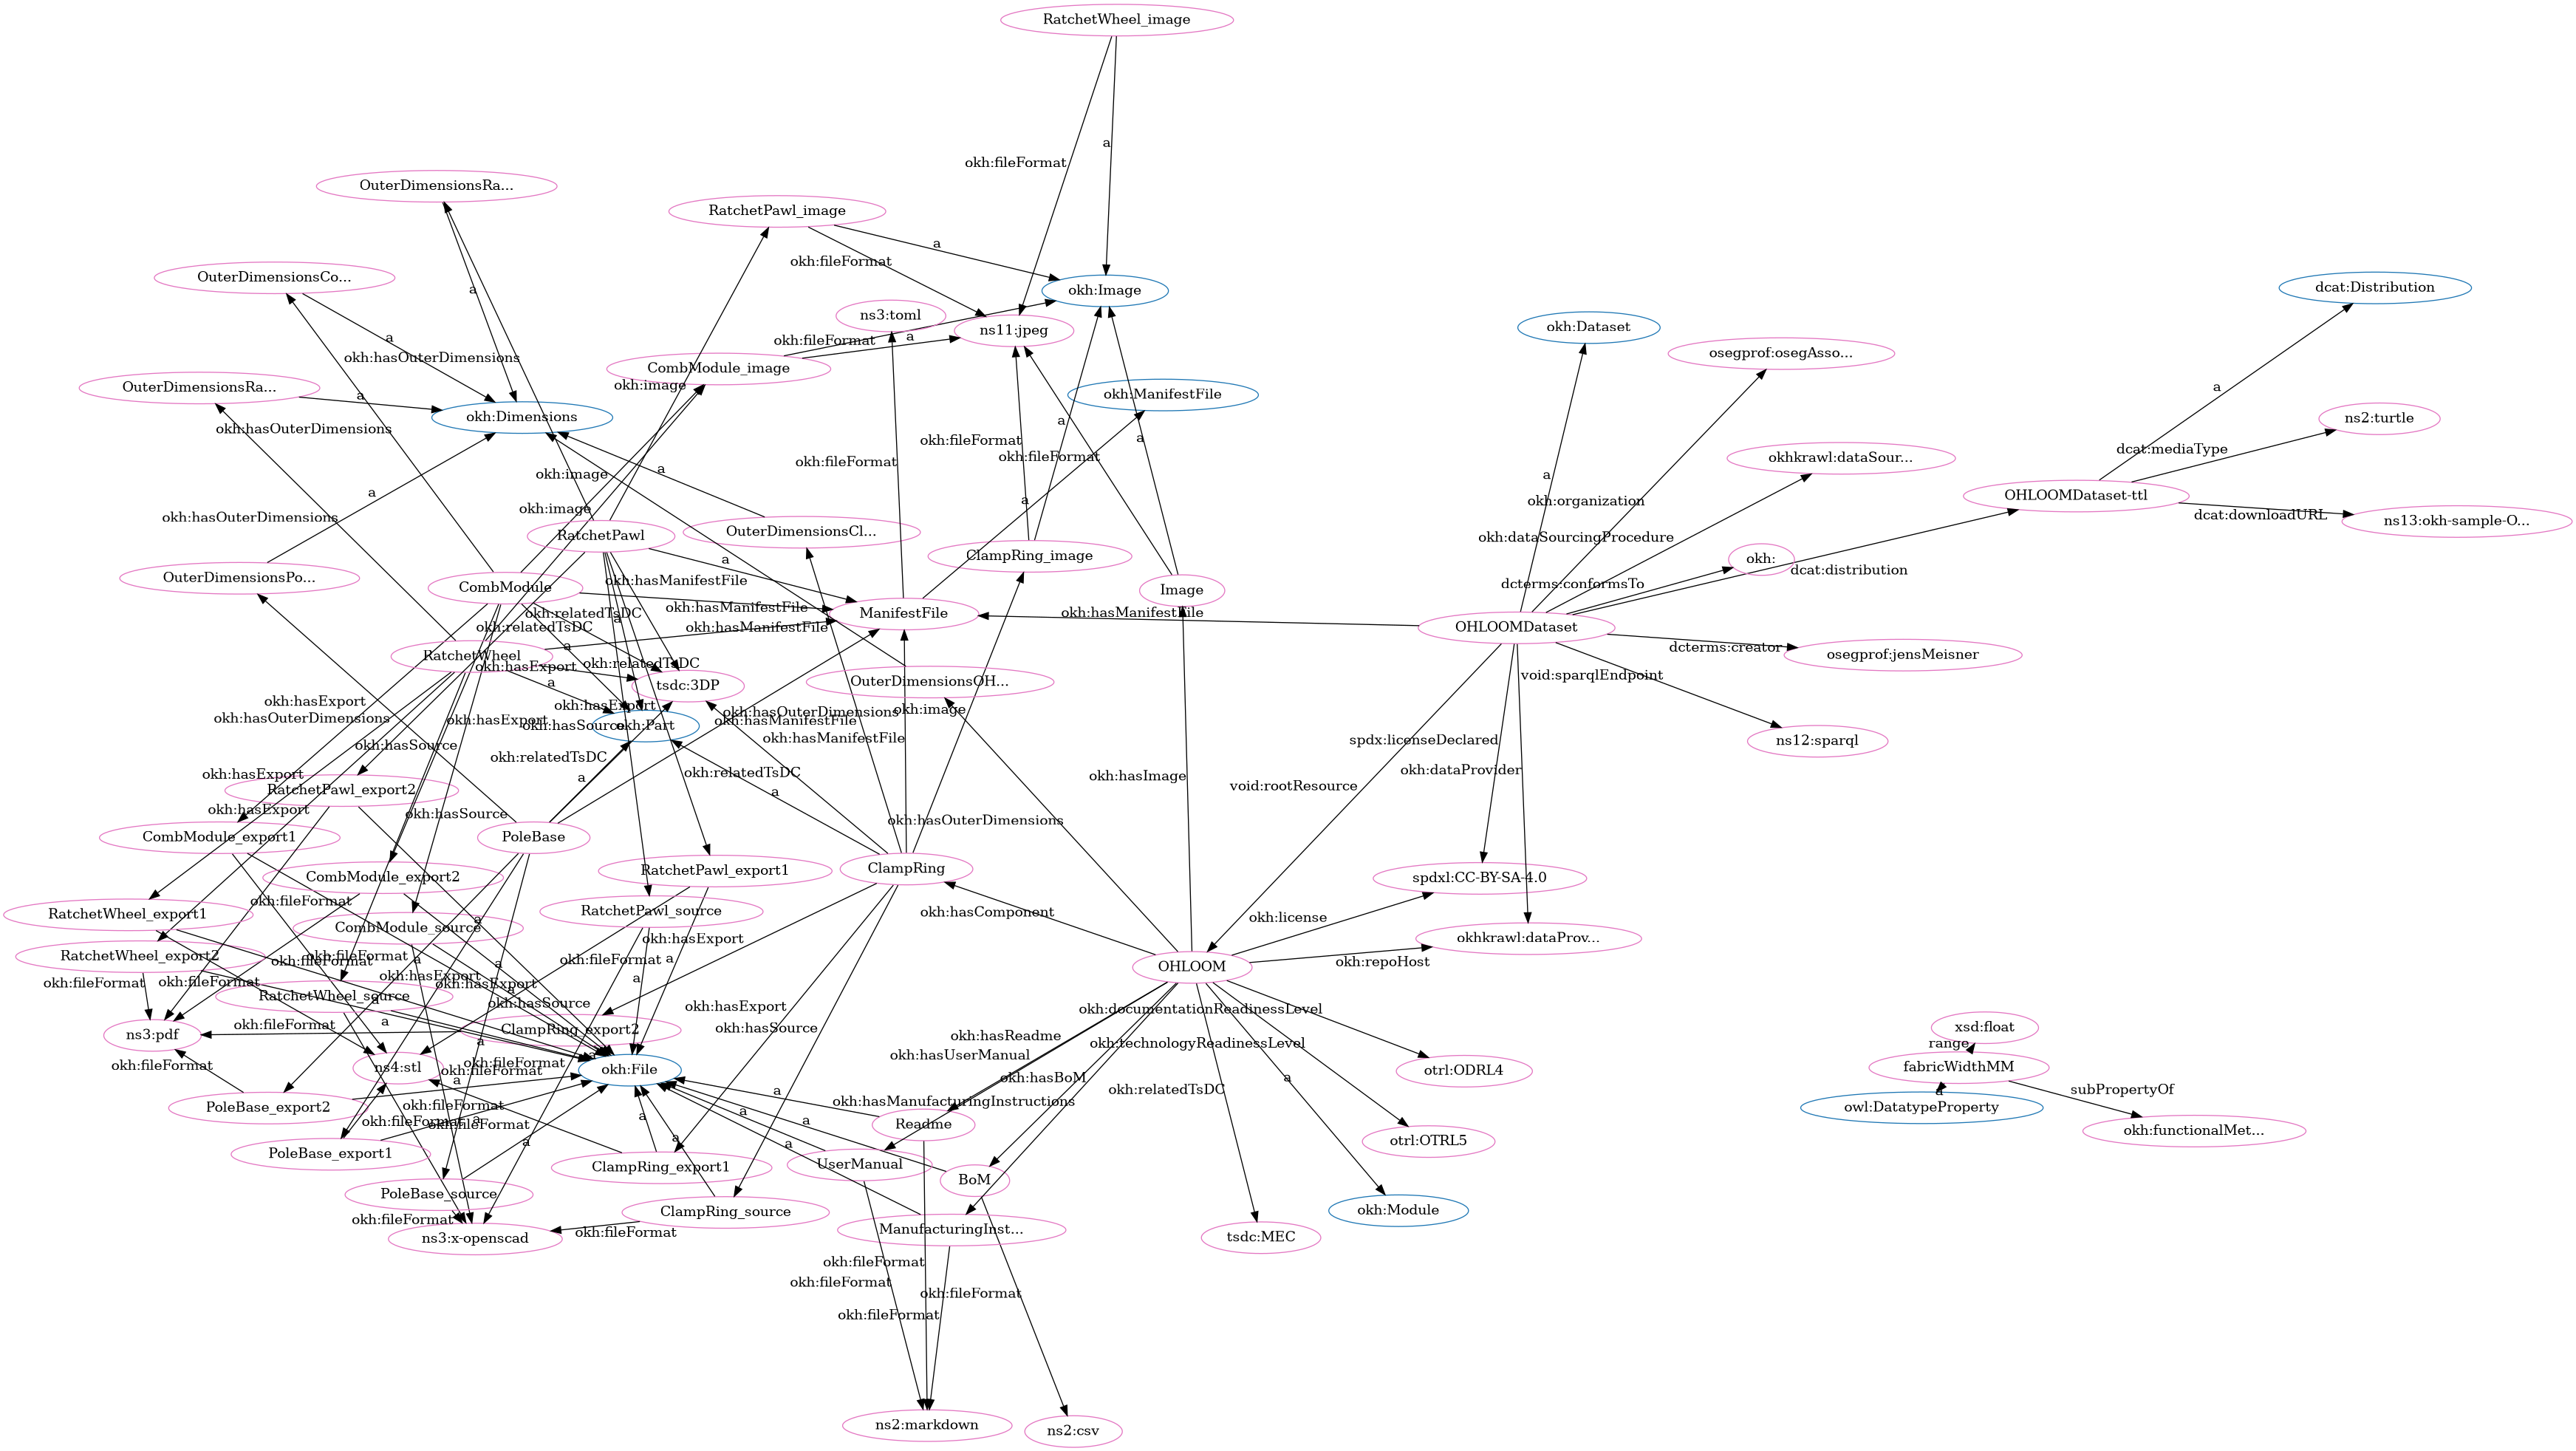 RatchetWheel_image
a
okh:fileFormat
OuterDimensionsRa...
RatchetPawl_image
a
okh:fileFormat
OuterDimensionsCo...
a
okh:Image
dcat:Distribution
ns3:toml
okh:Dataset
ns11:jpeg
okh:fileFormat
a
a
osegprof:osegAsso...
okh:hasOuterDimensions
CombModule_image
okh:image
OuterDimensionsRa...
a
a
okh:ManifestFile
okh:Dimensions
ns2:turtle
okh:hasOuterDimensions
a
a
okh:fileFormat
dcat:mediaType
okh:fileFormat
okh:fileFormat
okhkrawl:dataSour...
a
okh:image
a
a
OHLOOMDataset-ttl
okh:organization
a
okh:image
okh:hasOuterDimensions
dcat:downloadURL
ns13:okh-sample-O...
RatchetPawl
OuterDimensionsCl...
okh:dataSourcingProcedure
ClampRing_image
a
okh:
dcat:distribution
OuterDimensionsPo...
okh:hasManifestFile
dcterms:conformsTo
CombModule
Image
okh:hasManifestFile
okh:relatedTsDC
ManifestFile
okh:hasManifestFile
a
okh:relatedTsDC
okh:hasManifestFile
OHLOOMDataset
a
dcterms:creator
osegprof:jensMeisner
RatchetWheel
okh:hasExport
okh:relatedTsDC
void:sparqlEndpoint
a
tsdc:3DP
OuterDimensionsOH...
okh:hasExport
okh:hasExport
okh:hasOuterDimensions
okh:image
okh:hasOuterDimensions
okh:hasExport
okh:hasSource
okh:Part
okh:hasManifestFile
okh:hasManifestFile
spdx:licenseDeclared
ns12:sparql
okh:hasSource
okh:relatedTsDC
okh:relatedTsDC
okh:hasExport
a
okh:hasImage
okh:dataProvider
RatchetPawl_export2
a
void:rootResource
okh:hasExport
okh:hasSource
okh:hasOuterDimensions
CombModule_export1
PoleBase
ClampRing
RatchetPawl_export1
CombModule_export2
spdxl:CC-BY-SA-4.0
okh:fileFormat
RatchetWheel_export1
RatchetPawl_source
okh:hasComponent
okh:license
a
CombModule_source
okh:hasExport
okhkrawl:dataProv...
RatchetWheel_export2
okh:fileFormat
okh:fileFormat
a
a
okh:fileFormat
a
okh:repoHost
OHLOOM
okh:fileFormat
okh:fileFormat
okh:hasExport
okh:hasExport
a
a
RatchetWheel_source
a
okh:hasSource
okh:hasExport
okh:documentationReadinessLevel
okh:fileFormat
a
ClampRing_export2
okh:hasSource
xsd:float
ns3:pdf
okh:hasReadme
a
okh:technologyReadinessLevel
range
okh:fileFormat
okh:fileFormat
okh:fileFormat
a
okh:hasUserManual
ns4:stl
okh:File
fabricWidthMM
a
okh:hasBoM
okh:relatedTsDC
a
otrl:ODRL4
subPropertyOf
a
a
PoleBase_export2
okh:fileFormat
okh:hasManufacturingInstructions
owl:DatatypeProperty
okh:fileFormat
a
okh:fileFormat
a
a
Readme
okh:functionalMet...
a
a
a
otrl:OTRL5
PoleBase_export1
ClampRing_export1
UserManual
BoM
PoleBase_source
ClampRing_source
okh:Module
okh:fileFormat
okh:fileFormat
ManufacturingInst...
ns3:x-openscad
tsdc:MEC
okh:fileFormat
okh:fileFormat
okh:fileFormat
okh:fileFormat
ns2:markdown
ns2:csv